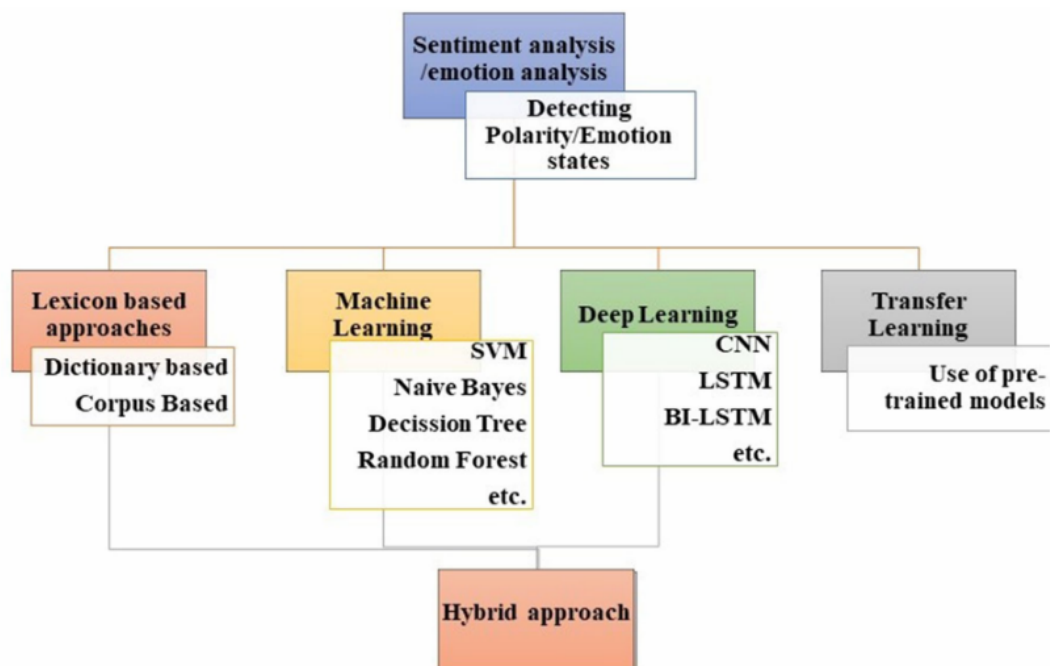 Sentiment analysis
/emotion analysis
Detecting
Polarity/Emotion
states
Lexicon based
approaches
Dictionary based
Corpus Based
Machine
Learning
SVM
Naive Bayes
Decission Tree
Random Forest
etc.
Deep Learning
CNN
LSTM
BI-LSTM
etc.
Transfer
Learning
Use of pre-
trained models
Hybrid approach